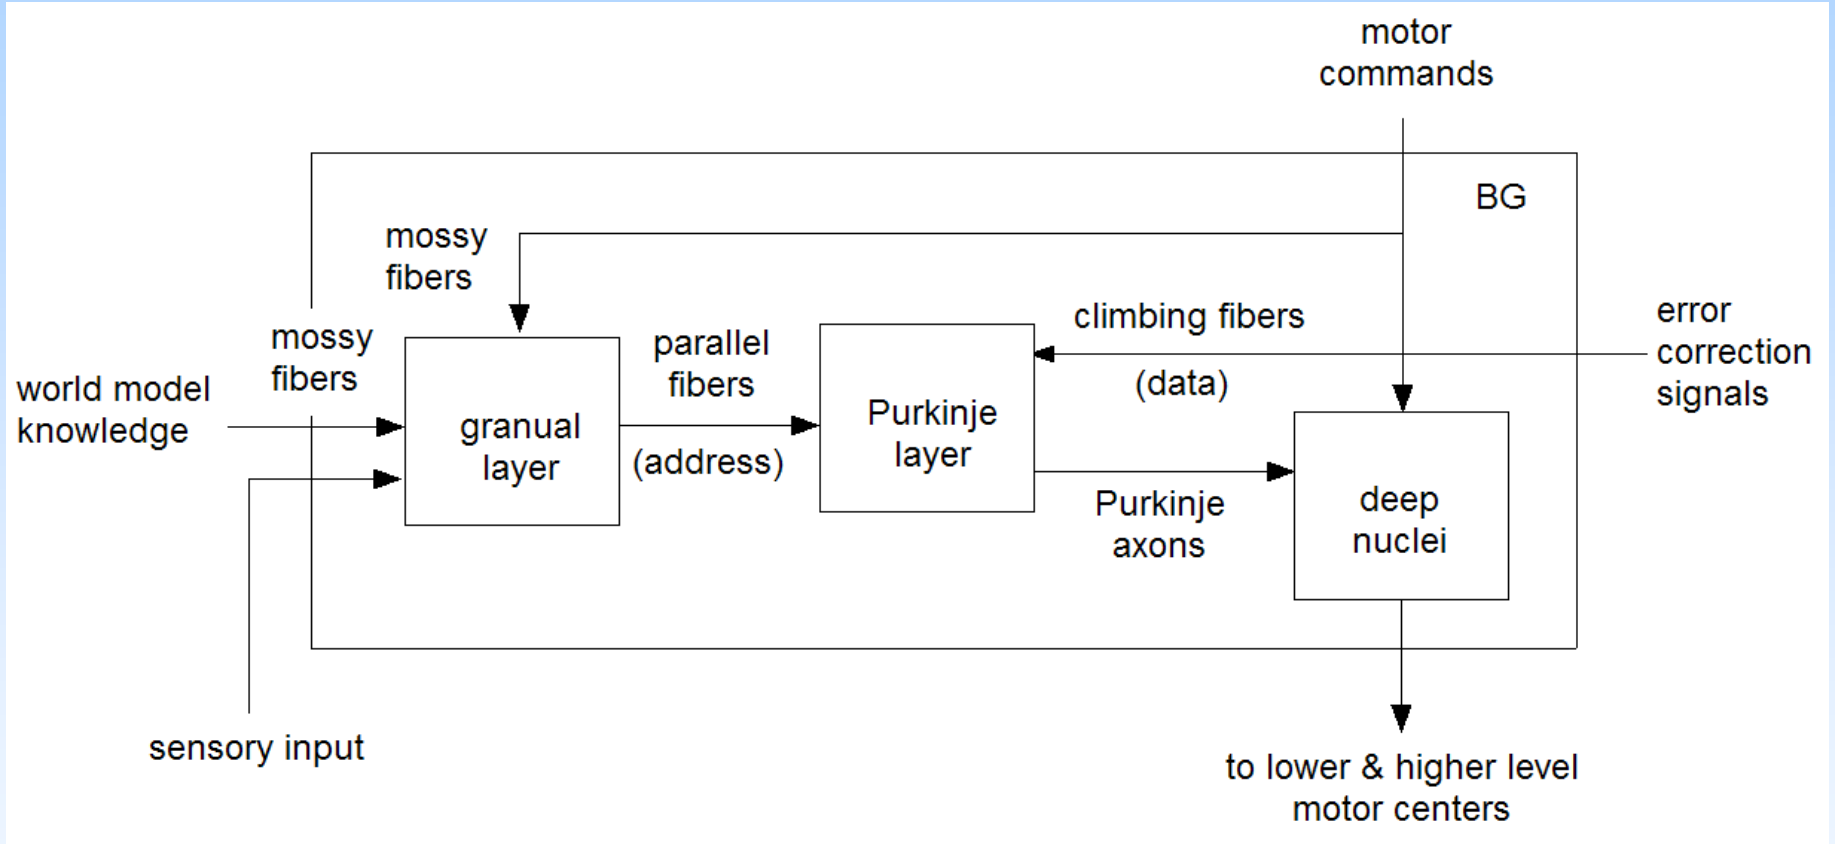 motor
commands
BG
mossy
fibers
mossy
fibers
world model
knowledge
granual
layer
parallel
fibers
(address)
Purkinje
layer
climbing fibers
(data)
error
correction
signals
Purkinje
axons
deep
nuclei
sensory input
to lower & higher level
motor centers